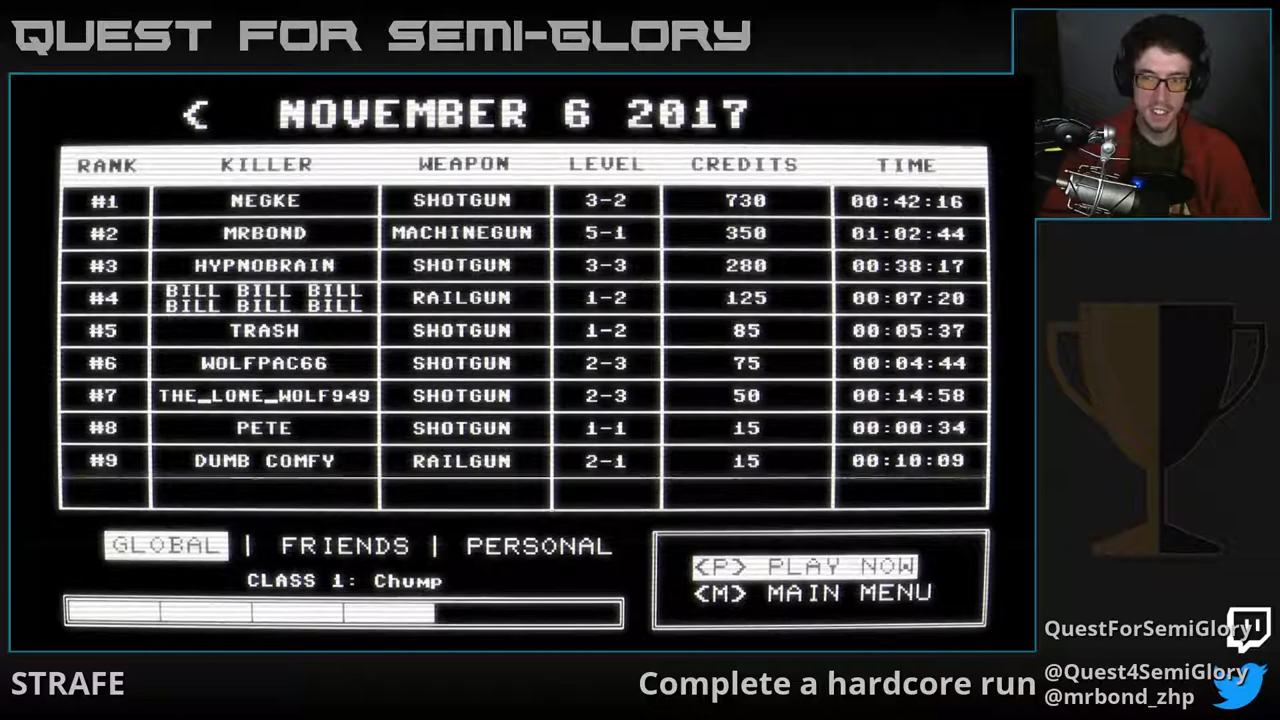 QUEST FOR SEMI-GLORY
< NOVEMBER 6 2017
RANK KILLER WEAPON LEVEL CREDITS TIME
#1 NEGKE SHOTGUN 3-2 730 00:42:16
#2 MRBOND MACHINEGUN 5-1 350 01:02:44
#3 HYPNOBRAIN SHOTGUN 3-3 280 00:38:17
#4 BILL BILL BILL BILL BILL BILL RAILGUN 1-2 125 00:07:20
#5 TRASH SHOTGUN 1-2 85 00:05:37
#6 WOLFPAC66 SHOTGUN 2-3 75 00:04:44
#7 THE_LONE_WOLF949 SHOTGUN 2-3 50 00:14:58
#8 PETE SHOTGUN 1-1 15 00:00:34
#9 DUMB COMFY RAILGUN 2-1 15 00:10:09
GLOBAL | FRIENDS | PERSONAL
CLASS 1: Chump
<P> PLAY NOW
<M> MAIN MENU
QuestForSemiGlory
@Quest4SemiGlory
@mrbond_zhp
STRAFE
Complete a hardcore run